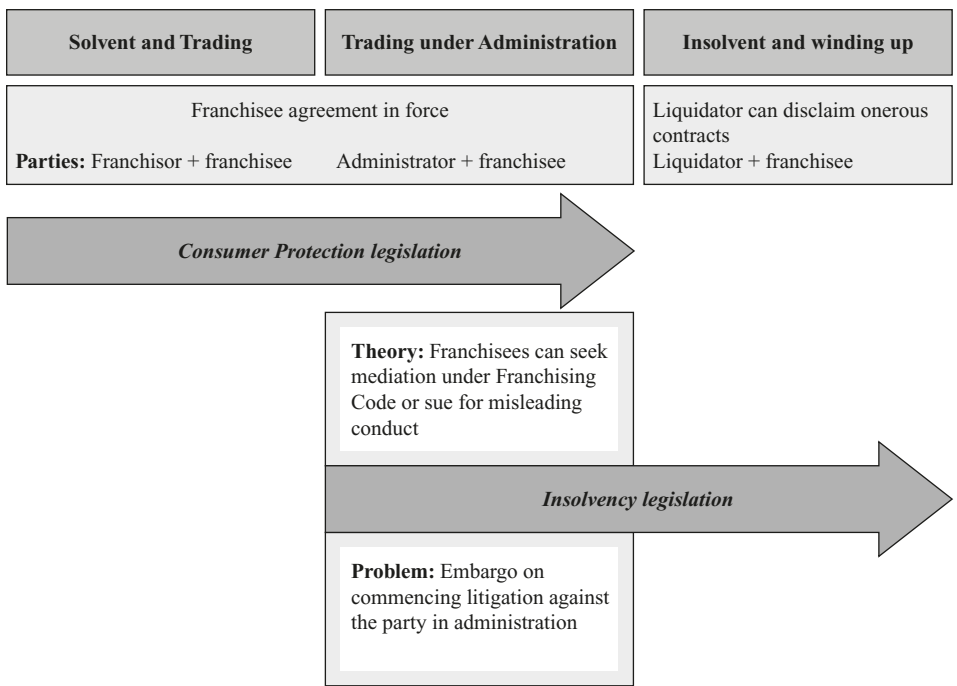 Solvent and Trading
Trading under Administration
Insolvent and winding up
Franchisee agreement in force
Parties: Franchisor + franchisee
Administrator + franchisee
Liquidator can disclaim onerous
contracts
Liquidator + franchisee
Consumer Protection legislation
Theory: Franchisees can seek
mediation under Franchising
Code or sue for misleading
conduct
Insolvency legislation
Problem: Embargo on
commencing litigation against
the party in administration